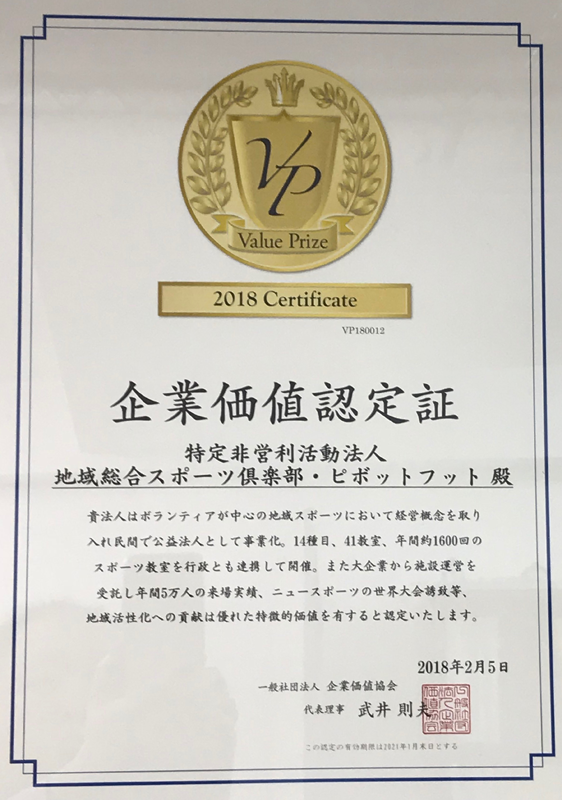 VP
Value Prize
2018 Certificate
VP180012
企業価値認定証
特定非営利活動法人
地域総合スポーツ倶楽部・ピボットフット 殿
貴法人はボランティアが中心の地域スポーツにおいて経営概念を取り
入れ民間で公益法人として事業化。14種目、41教室、年間約1600回の
スポーツ教室を行政とも連携して開催。また大企業から施設運営を
受託し年間5万人の来場実績、ニュースポーツの世界大会誘致等、
地域活性化への貢献は優れた特徴的価値を有すると認定いたします。
2018年2月5日
一般社団法人 企業価値協会
代表理事 武井 則夫
この認定の有効期限は2021年1月末日とする